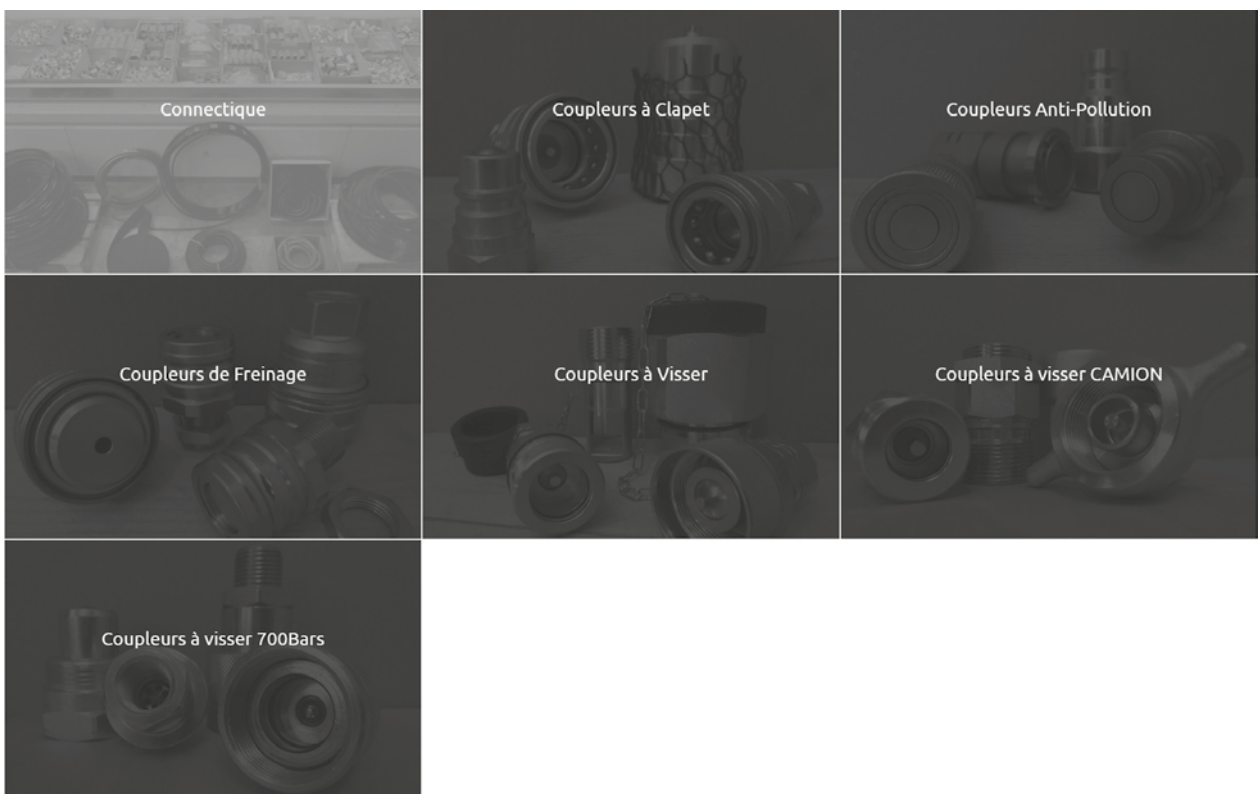 Connectique
Coupleurs à Clapet
Coupleurs Anti-Pollution
Coupleurs de Freinage
Coupleurs à Visser
Coupleurs à visser CAMION
Coupleurs à visser 700Bars